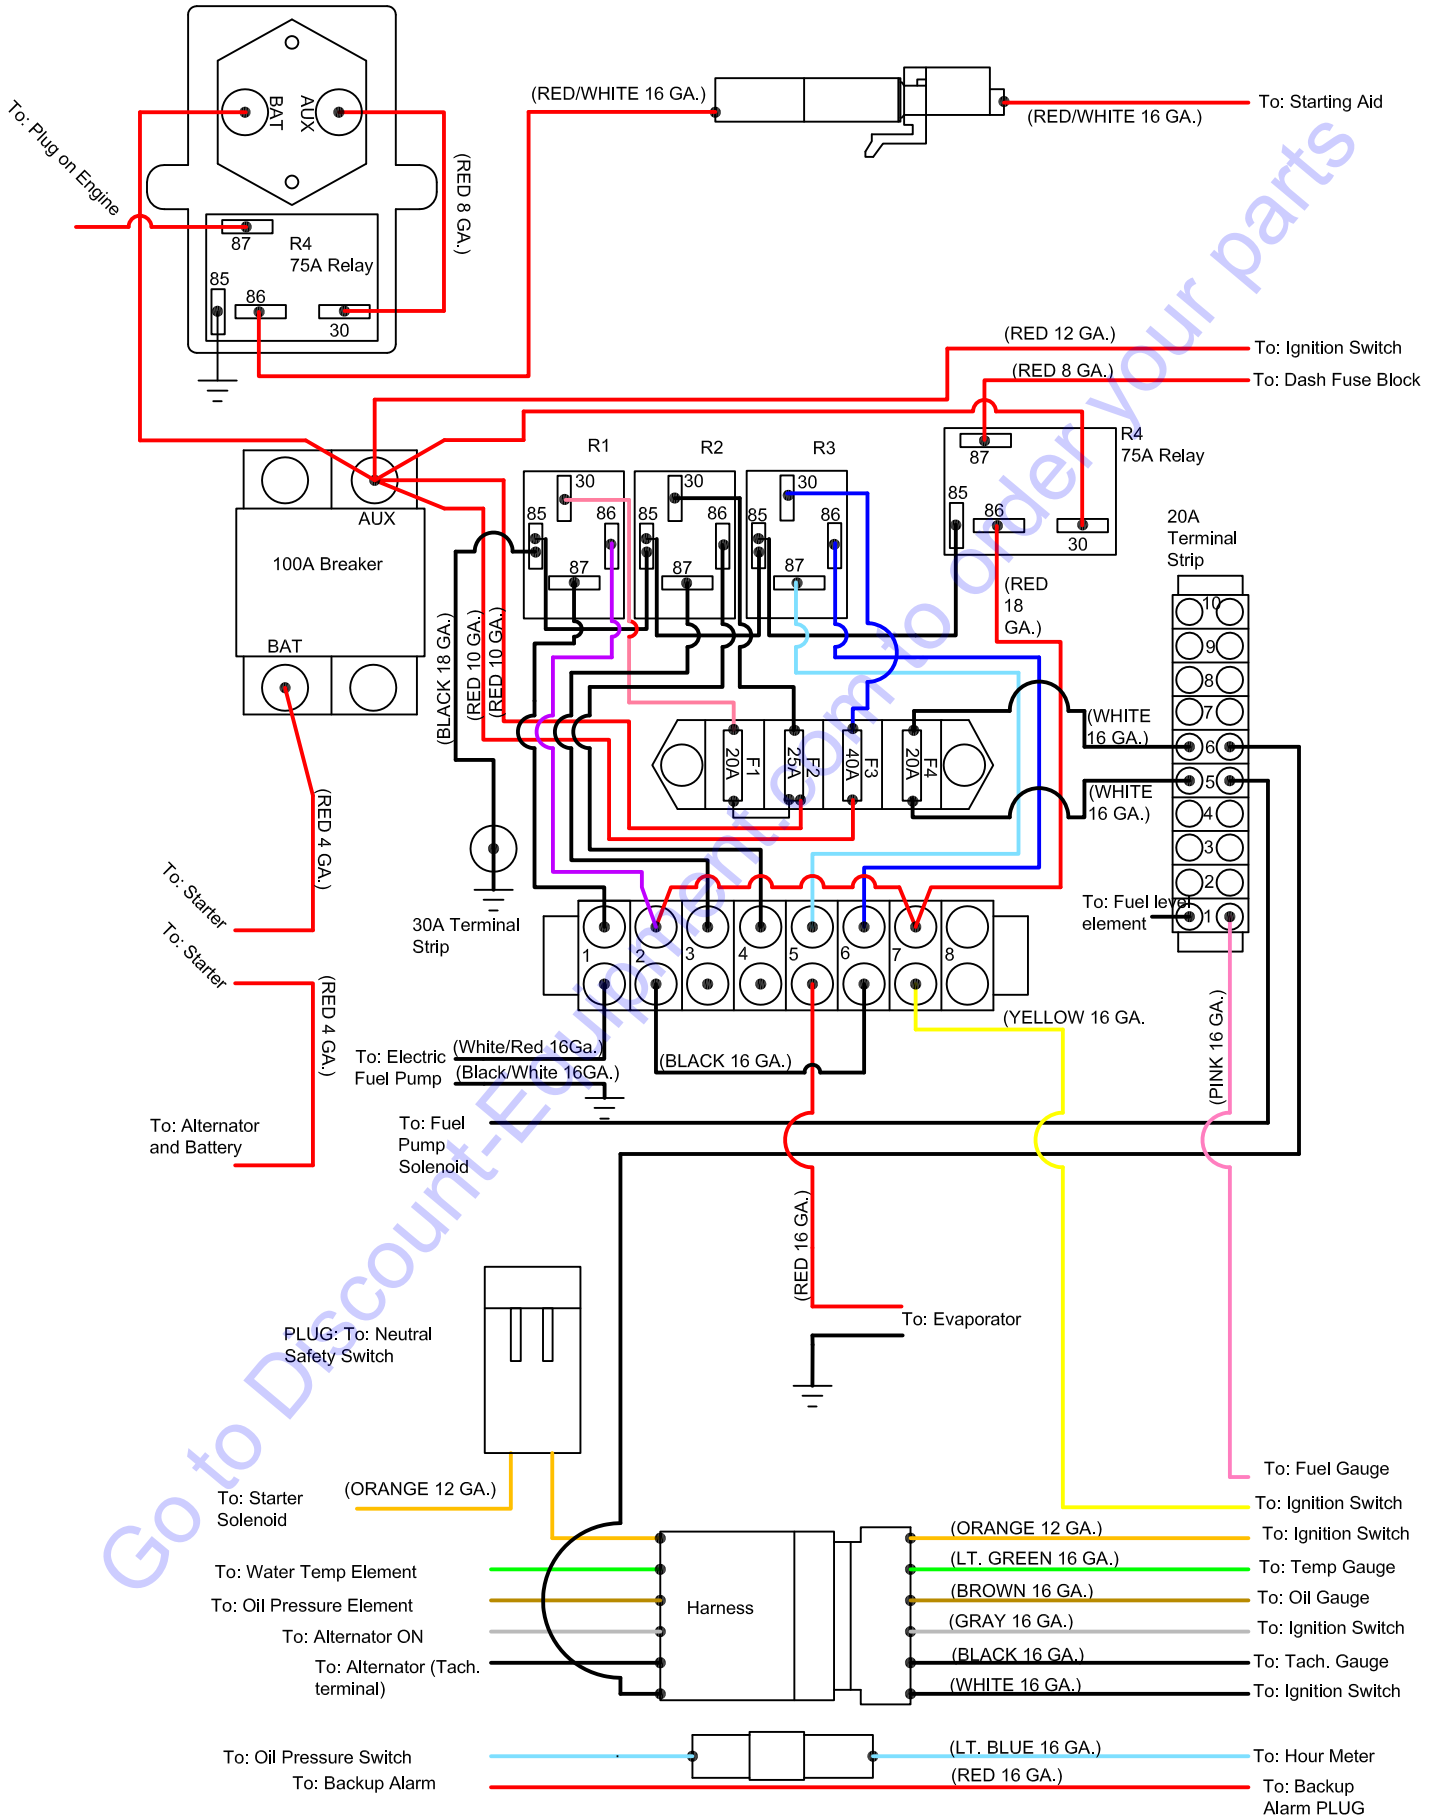 To: Plug on Engine
BAT
AUX
(RED 8 GA.)
87
R4
75A Relay
85
86
30
(RED/WHITE 16 GA.)
(RED/WHITE 16 GA.)
To: Starting Aid
(RED 12 GA.)
To: Ignition Switch
(RED 8 GA.)
To: Dash Fuse Block
R1
R2
R3
30
85
86
87
30
85
86
87
30
85
86
87
87
R4
75A Relay
85
86
30
AUX
100A Breaker
BAT
(BLACK 18 GA.)
(RED 10 GA.)
(RED 10 GA.)
(RED
18
GA.)
20A
Terminal
Strip
10
9
8
7
6
5
4
3
2
1
(WHITE
16 GA.)
(WHITE
16 GA.)
F1
20A
F2
25A
F3
40A
F4
20A
(RED 4 GA.)
To: Starter
To: Starter
(RED 4 GA.)
To: Alternator
and Battery
30A Terminal
Strip
1
2
3
4
5
6
7
8
To: Fuel level
element
(YELLOW 16 GA.
(PINK 16 GA.)
To: Electric
Fuel Pump
(White/Red 16Ga.)
(Black/White 16GA.)
(BLACK 16 GA.)
To: Fuel
Pump
Solenoid
(RED 16 GA.)
To: Evaporator
PLUG: To: Neutral
Safety Switch
(ORANGE 12 GA.)
To: Starter
Solenoid
To: Fuel Gauge
To: Ignition Switch
(ORANGE 12 GA.)
To: Ignition Switch
To: Water Temp Element
(LT. GREEN 16 GA.)
To: Temp Gauge
To: Oil Pressure Element
Harness
(BROWN 16 GA.)
To: Oil Gauge
To: Alternator ON
(GRAY 16 GA.)
To: Ignition Switch
To: Alternator (Tach.
terminal)
(BLACK 16 GA.)
To: Tach. Gauge
(WHITE 16 GA.)
To: Ignition Switch
To: Oil Pressure Switch
(LT. BLUE 16 GA.)
To: Hour Meter
To: Backup Alarm
(RED 16 GA.)
To: Backup
Alarm PLUG
Go to Discount-Equipment.com to order your parts